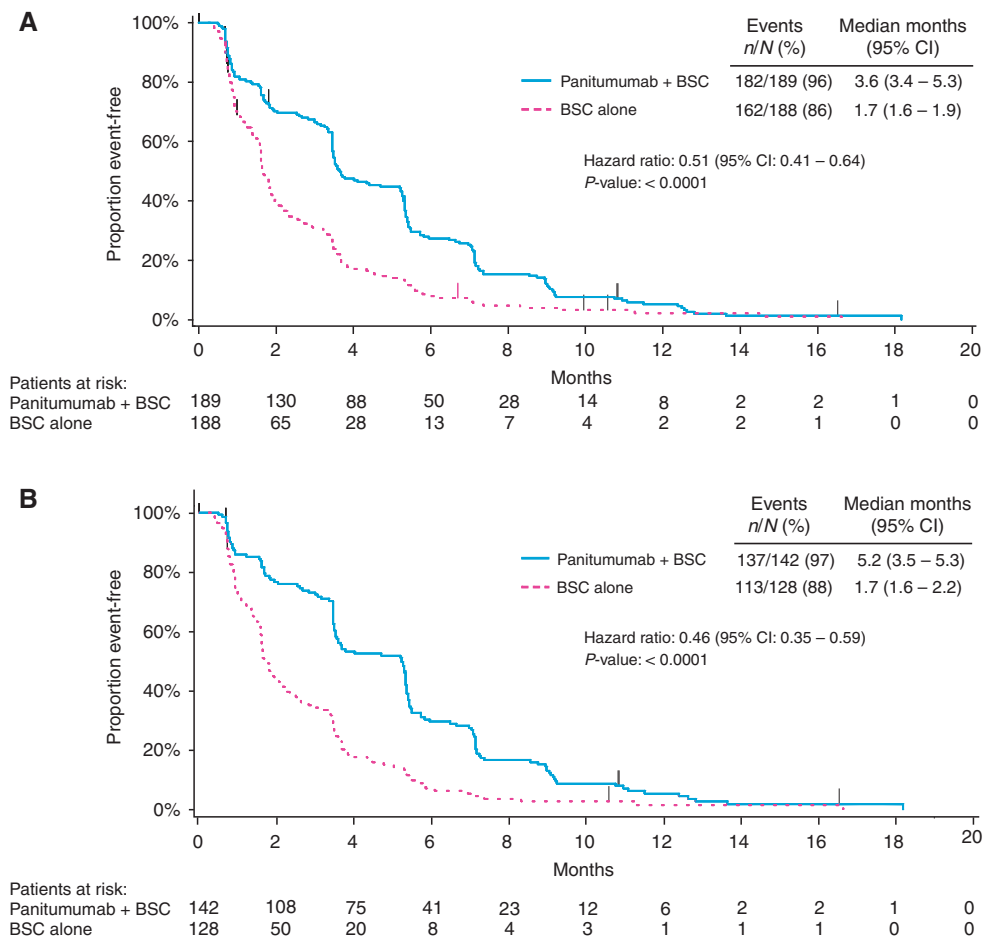 A
Events
n/N (%)
Median months
(95% CI)
Panitumumab + BSC 182/189 (96) 3.6 (3.4 – 5.3)
BSC alone 162/188 (86) 1.7 (1.6 – 1.9)
Hazard ratio: 0.51 (95% CI: 0.41 – 0.64)
P-value: < 0.0001
Proportion event-free
100%
80%
60%
40%
20%
0%
0 2 4 6 8 10 12 14 16 18 20
Months
Patients at risk:
Panitumumab + BSC 189 130 88 50 28 14 8 2 2 1 0
BSC alone 188 65 28 13 7 4 2 2 1 0 0
B
Events
n/N (%)
Median months
(95% CI)
Panitumumab + BSC 137/142 (97) 5.2 (3.5 – 5.3)
BSC alone 113/128 (88) 1.7 (1.6 – 2.2)
Hazard ratio: 0.46 (95% CI: 0.35 – 0.59)
P-value: < 0.0001
Proportion event-free
100%
80%
60%
40%
20%
0%
0 2 4 6 8 10 12 14 16 18 20
Months
Patients at risk:
Panitumumab + BSC 142 108 75 41 23 12 6 2 2 1 0
BSC alone 128 50 20 8 4 3 1 1 1 0 0